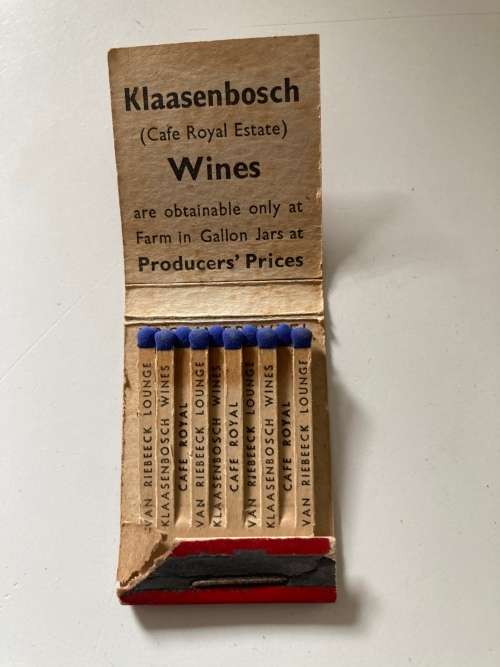 Klaasenbosch
(Cafe Royal Estate)
Wines
are obtainable only at
Farm in Gallon Jars at
Producers' Prices
VAN RIEBEECK LOUNGE
KLAASENBOSCH WINES
CAFE ROYAL
VAN RIEBEECK LOUNGE
KLAASENBOSCH WINES
CAFE ROYAL
VAN RIEBEECK LOUNGE
KLAASENBOSCH WINES
CAFE ROYAL
VAN RIEBEECK LOUNGE